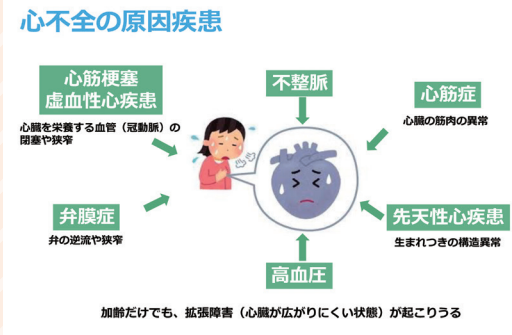 心不全の原因疾患
心筋梗塞
虚血性心疾患
心臓を栄養する血管（冠動脈）の
閉塞や狭窄
不整脈
心筋症
心臓の筋肉の異常
弁膜症
弁の逆流や狭窄
先天性心疾患
生まれつきの構造異常
高血圧
加齢だけでも、拡張障害（心臓が広がりにくい状態）が起こりうる